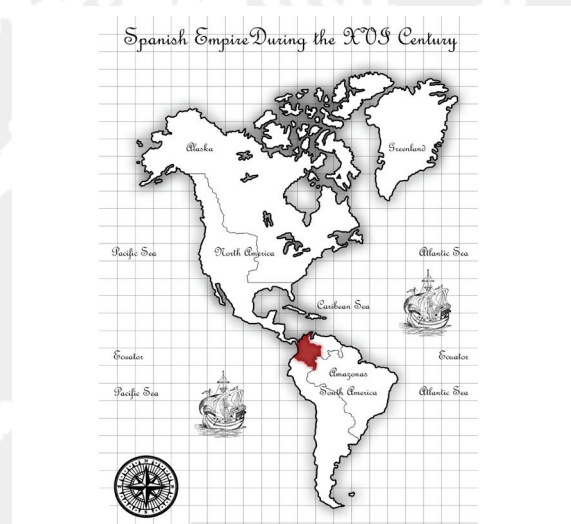 Spanish Empire During the XVI Century
Alaska
Greenland
Pacific Sea
North America
Atlantic Sea
Caribean Sea
Ecuator
Ecuator
Amazonas
Pacific Sea
South America
Atlantic Sea